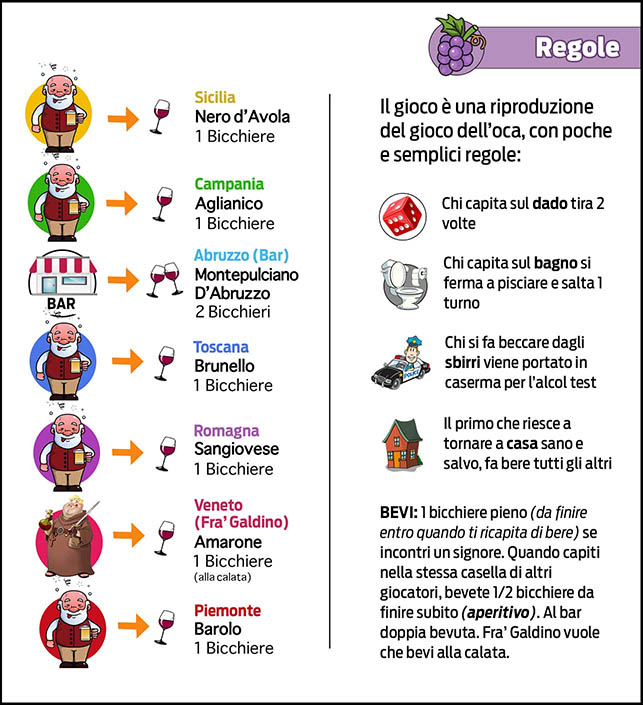 Regole
Sicilia
Nero d'Avola
1 Bicchiere
Campania
Aglianico
1 Bicchiere
Abruzzo (Bar)
Montepulciano
D'Abruzzo
2 Bicchieri
BAR
Toscana
Brunello
1 Bicchiere
Romagna
Sangiovese
1 Bicchiere
Veneto
(Fra' Galdino)
Amarone
1 Bicchiere
(alla calata)
Piemonte
Barolo
1 Bicchiere
Il gioco è una riproduzione
del gioco dell'oca, con poche
e semplici regole:
Chi capita sul dado tira 2
volte
Chi capita sul bagno si
ferma a pisciare e salta 1
turno
Chi si fa beccare dagli
sbirri viene portato in
caserma per l'alcol test
POLICE
Il primo che riesce a
tornare a casa sano e
salvo, fa bere tutti gli altri
BEVI: 1 bicchiere pieno (da finire
entro quando ti ricapita di bere) se
incontri un signore. Quando capiti
nella stessa casella di altri
giocatori, bevete 1/2 bicchiere da
finire subito (aperitivo). Al bar
doppia bevuta. Fra' Galdino vuole
che bevi alla calata.